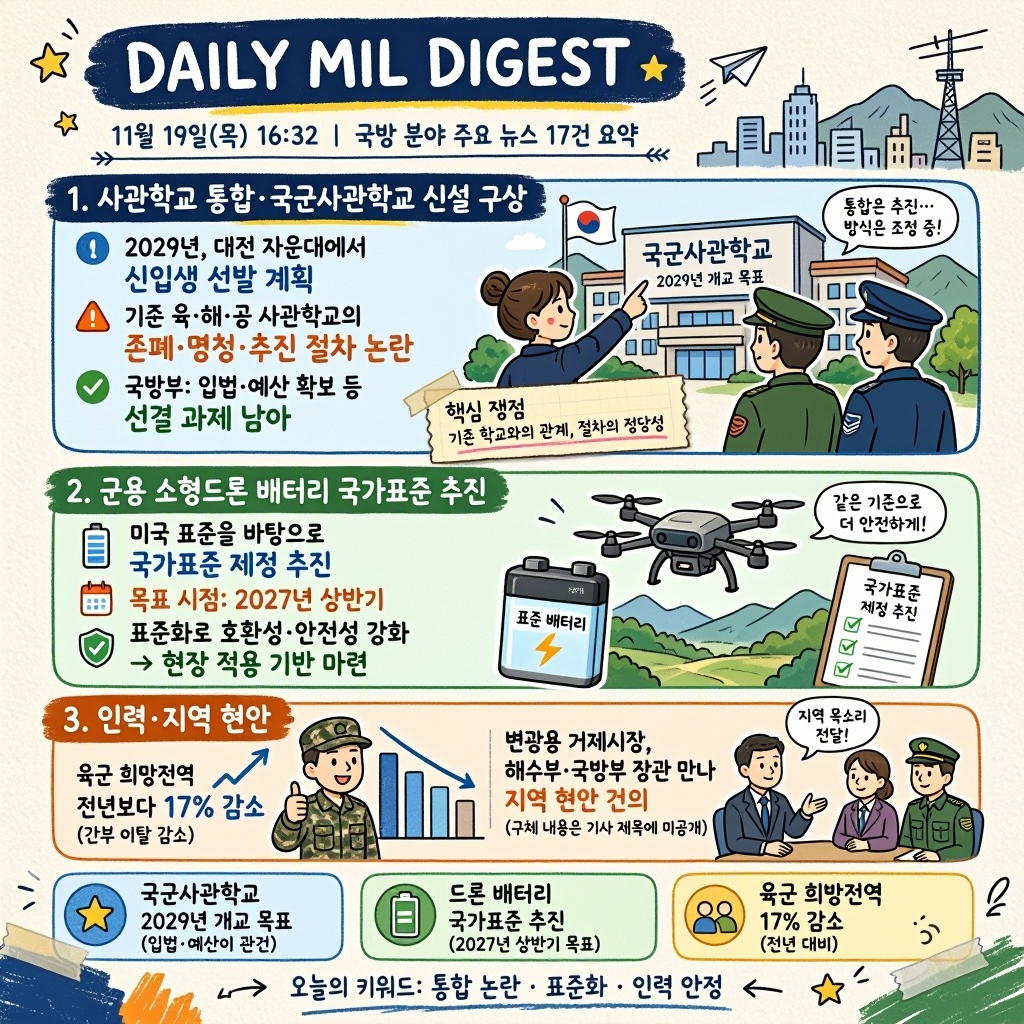 DAILY MIL DIGEST
11월 19일(목) 16:32 | 국방 분야 주요 뉴스 17건 요약
1. 사관학교 통합·국군사관학교 신설 구상
2029년, 대전 자운대에서
신입생 선발 계획
기존 육·해·공 사관학교의
존폐·명칭·추진 절차 논란
국방부: 입법·예산 확보 등
선결 과제 남아
국군사관학교
2029년 개교 목표
통합은 추진…
방식은 조정 중!
핵심 쟁점
기존 학교와의 관계, 절차의 정당성
2. 군용 소형드론 배터리 국가표준 추진
미국 표준을 바탕으로
국가표준 제정 추진
목표 시점: 2027년 상반기
표준화로 호환성·안전성 강화
→ 현장 적용 기반 마련
표준 배터리
같은 기준으로
더 안전하게!
국가표준
제정 추진
3. 인력·지역 현안
육군 희망전역
전년보다 17% 감소
(간부 이탈 감소)
변광용 거제시장,
해수부·국방부 장관 만나
지역 현안 건의
(구체 내용은 기사 제목에 미공개)
지역 목소리
전달!
국군사관학교
2029년 개교 목표
(입법·예산이 관건)
드론 배터리
국가표준 추진
(2027년 상반기 목표)
육군 희망전역
17% 감소
(전년 대비)
오늘의 키워드: 통합 논란 · 표준화 · 인력 안정